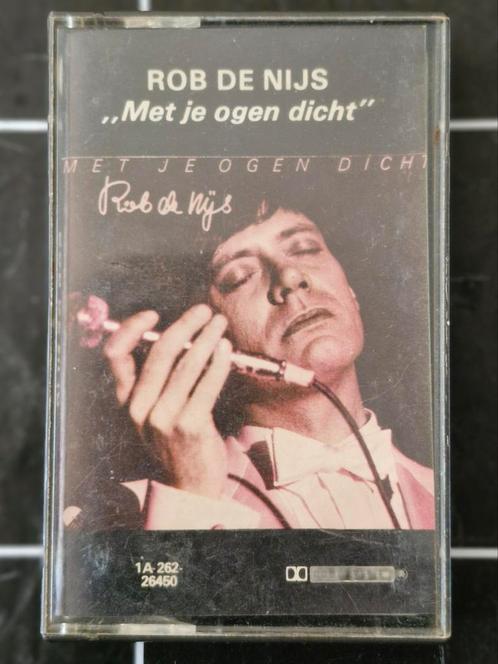 ROB DE NIJS
„Met je ogen dicht”
MET JE OGEN DICHT
Rob de Nijs
1A-262-
26450